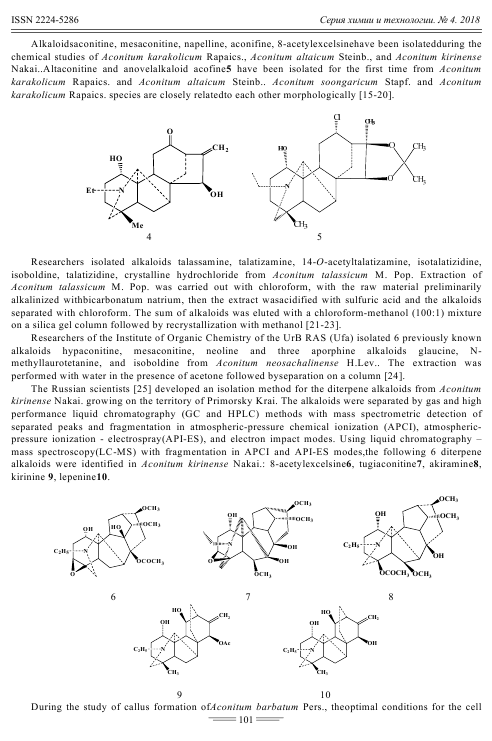 ISSN 2224-5286 Серия химии и технологии. № 4. 2018
Alkaloidsaconitine, mesaconitine, napelline, aconifine, 8-acetylexcelsinehave been isolatedduring the
chemical studies of Aconitum karakolicum Rapaics., Aconitum altaicum Steinb., and Aconitum kirinense
Nakai..Altaconitine and anovelalkaloid acofine5 have been isolated for the first time from Aconitum
karakolicum Rapaics. and Aconitum altaicum Steinb.. Aconitum soongaricum Stapf. and Aconitum
karakolicum Rapaics. species are closely relatedto each other morphologically [15-20].
O
HO CH2
Et N
OH
Me
4
Cl CH3
HO O CH3
N O CH3
CH3
5
Researchers isolated alkaloids talassamine, talatizamine, 14-O-acetyltalatizamine, isotalatizidine,
isoboldine, talatizidine, crystalline hydrochloride from Aconitum talassicum M. Pop. Extraction of
Aconitum talassicum M. Pop. was carried out with chloroform, with the raw material preliminarily
alkalinized withbicarbonatum natrium, then the extract wasacidified with sulfuric acid and the alkaloids
separated with chloroform. The sum of alkaloids was eluted with a chloroform-methanol (100:1) mixture
on a silica gel column followed by recrystallization with methanol [21-23].
Researchers of the Institute of Organic Chemistry of the UrB RAS (Ufa) isolated 6 previously known
alkaloids hypaconitine, mesaconitine, neoline and three aporphine alkaloids glaucine, N-
methyllaurotetanine, and isoboldine from Aconitum neosachalinense H.Lev.. The extraction was
performed with water in the presence of acetone followed byseparation on a column [24].
The Russian scientists [25] developed an isolation method for the diterpene alkaloids from Aconitum
kirinense Nakai. growing on the territory of Primorsky Krai. The alkaloids were separated by gas and high
performance liquid chromatography (GC and HPLC) methods with mass spectrometric detection of
separated peaks and fragmentation in atmospheric-pressure chemical ionization (APCI), atmospheric-
pressure ionization - electrospray(API-ES), and electron impact modes. Using liquid chromatography –
mass spectroscopy(LC-MS) with fragmentation in APCI and API-ES modes,the following 6 diterpene
alkaloids were identified in Aconitum kirinense Nakai.: 8-acetylexcelsine6, tugiaconitine7, akiramine8,
kirinine 9, lepenine10.
OCH3
OH HO OCH3
C2H5 N
OCOCH3
O
6
OCH3
OH OCH3
N
OH
O OH
OCH3
7
OCH3
OH OCH3
C2H5 N
OH
OCOCH3 OCH3
8
HO
OH CH2
C2H5 N OAc
CH3
9
HO
OH CH2
C2H5 N OH
CH3
10
During the study of callus formation ofAconitum barbatum Pers., theoptimal conditions for the cell
101